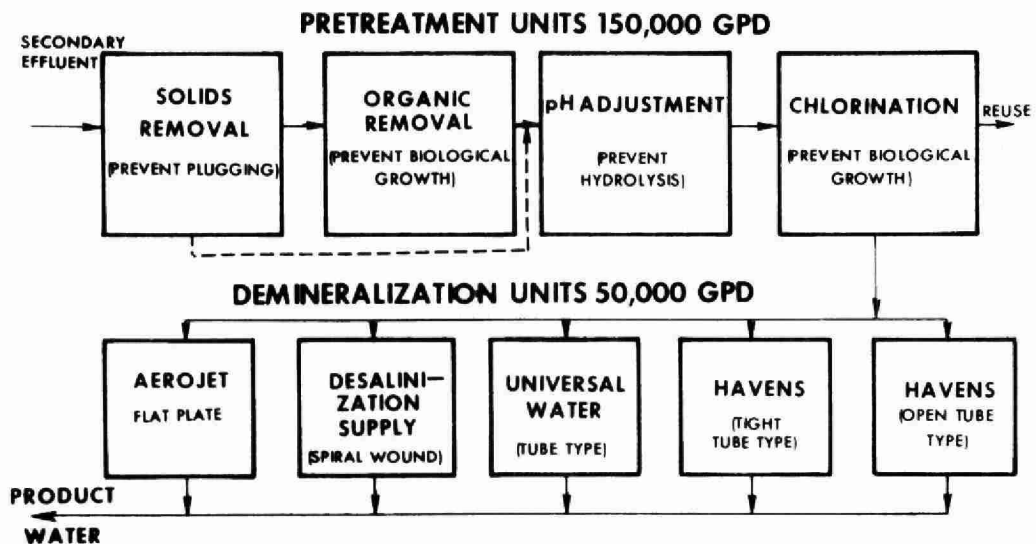 PRETREATMENT UNITS 150,000 GPD
SECONDARY
EFFLUENT
SOLIDS
REMOVAL
(PREVENT PLUGGING)
ORGANIC
REMOVAL
(PREVENT BIOLOGICAL
GROWTH)
pH ADJUSTMENT
(PREVENT
HYDROLYSIS)
CHLORINATION
(PREVENT BIOLOGICAL
GROWTH)
REUSE
DEMINERALIZATION UNITS 50,000 GPD
AEROJET
FLAT PLATE
DESALINI—
ZATION
SUPPLY
(SPIRAL WOUND)
UNIVERSAL
WATER
(TUBE TYPE)
HAVENS
(TIGHT
TUBE TYPE)
HAVENS
(OPEN TUBE
TYPE)
PRODUCT
WATER